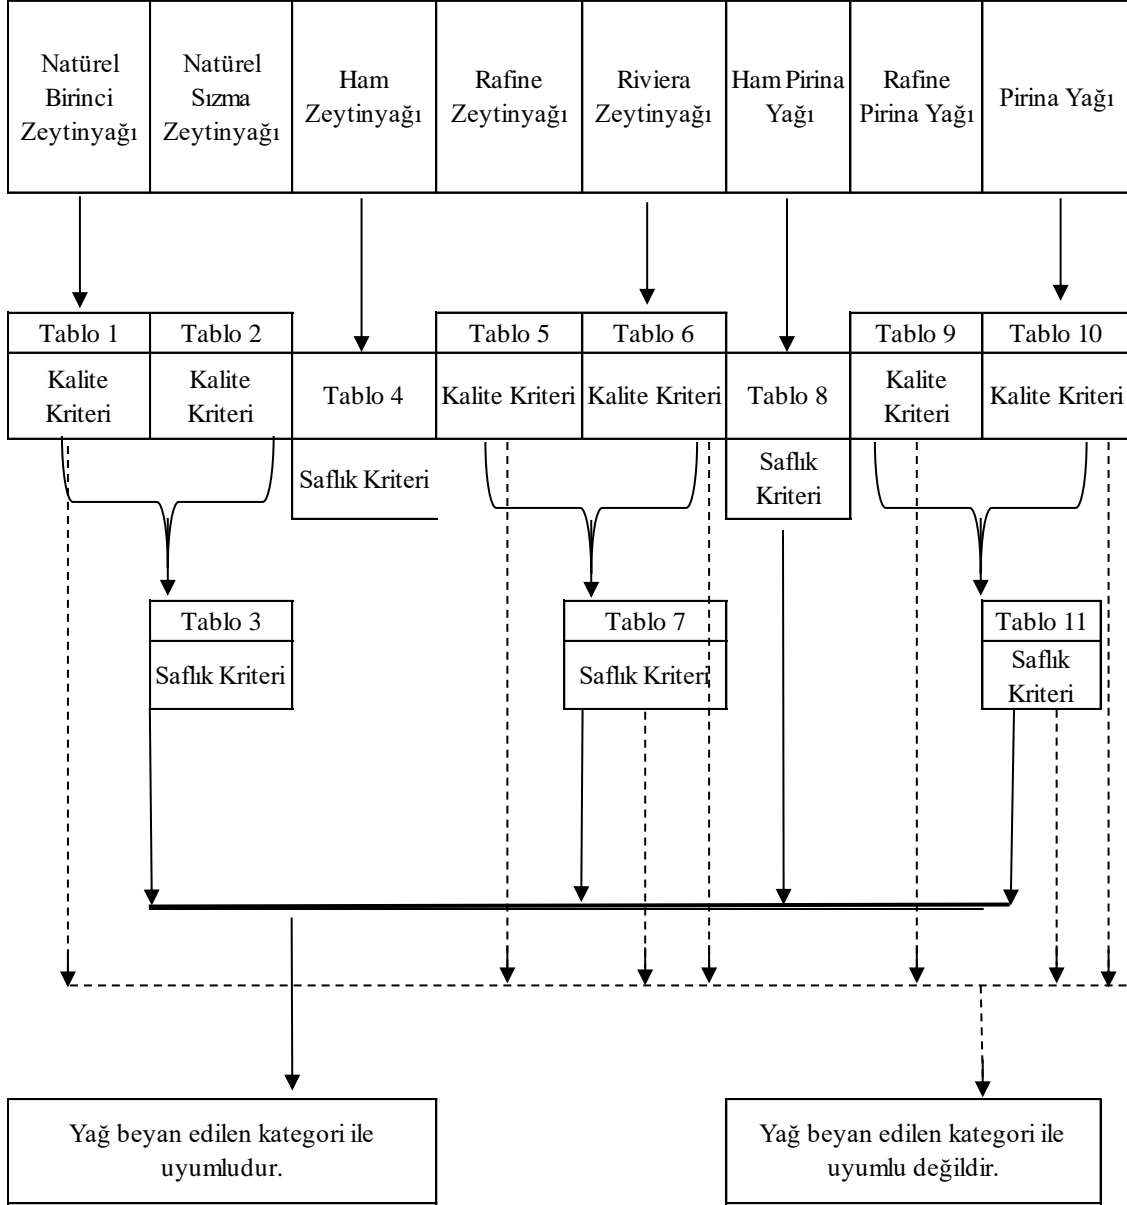 Natürel
Birinci
Zeytinyağı
Natürel
Sızma
Zeytinyağı
Ham
Zeytinyağı
Rafine
Zeytinyağı
Riviera
Zeytinyağı
Ham Pirina
Yağı
Rafine
Pirina Yağı
Pirina Yağı
Tablo 1
Tablo 2
Tablo 5
Tablo 6
Tablo 9
Tablo 10
Kalite
Kriteri
Kalite
Kriteri
Tablo 4
Kalite Kriteri
Kalite Kriteri
Tablo 8
Kalite
Kriteri
Kalite Kriteri
Saflık Kriteri
Saflık
Kriteri
Tablo 3
Tablo 7
Tablo 11
Saflık Kriteri
Saflık Kriteri
Saflık
Kriteri
Yağ beyan edilen kategori ile
uyumludur.
Yağ beyan edilen kategori ile
uyumlu değildir.